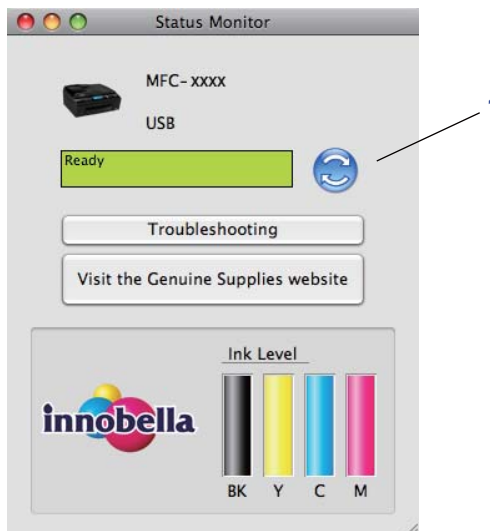 Status Monitor
MFC- xxxx
USB
Ready
Troubleshooting
Visit the Genuine Supplies website
Ink Level
innobella
BK Y C M